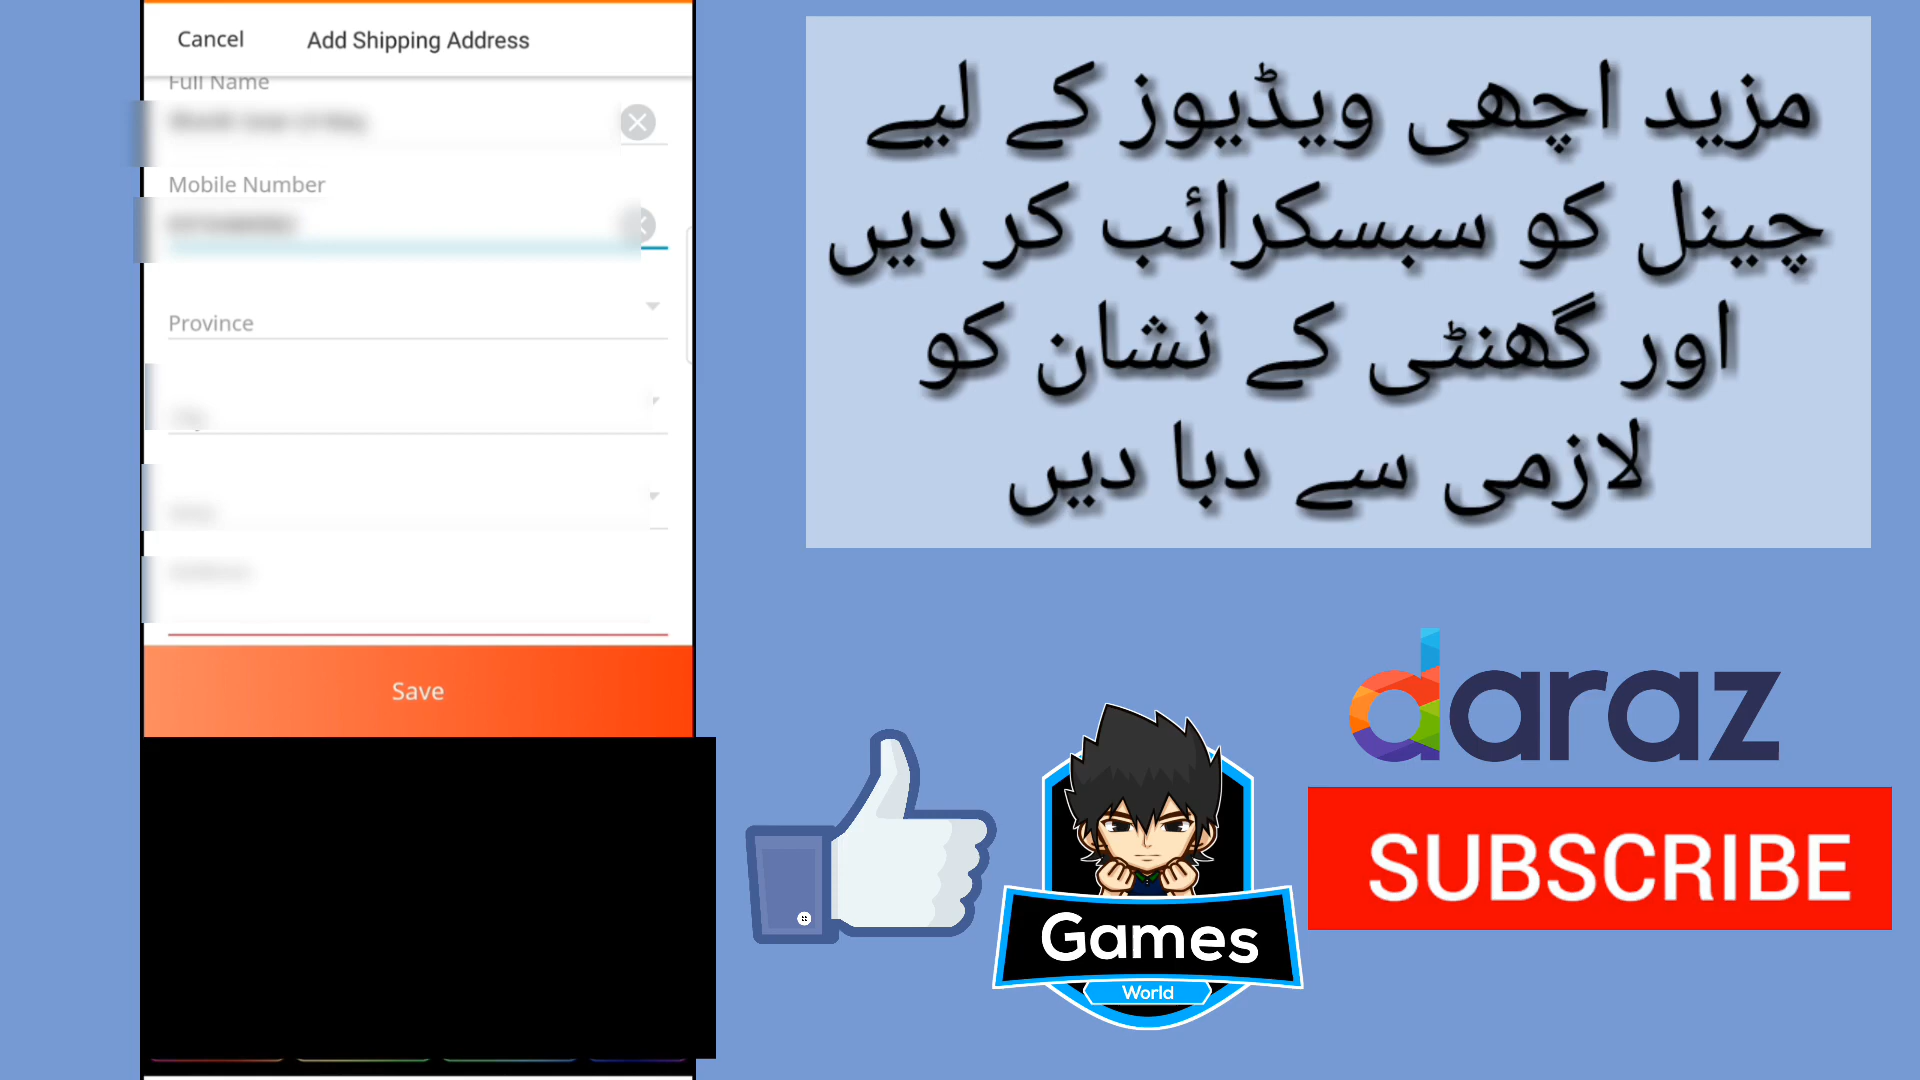 Cancel
Add Shipping Address
Full Name
Mobile Number
Province
Save
مزید اچھی ویڈیوز کے لیے
چینل کو سبسکرائب کر دیں
اور گھنٹی کے نشان کو
لازمی سے دبا دیں
daraz
SUBSCRIBE
Games
World